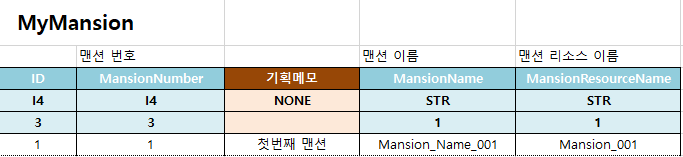 MyMansion
맨션 번호 맨션 이름 맨션 리소스 이름
ID MansionNumber 기획메모 MansionName MansionResourceName
I4 I4 NONE STR STR
3 3 1 1
1 1 첫번째 맨션 Mansion_Name_001 Mansion_001